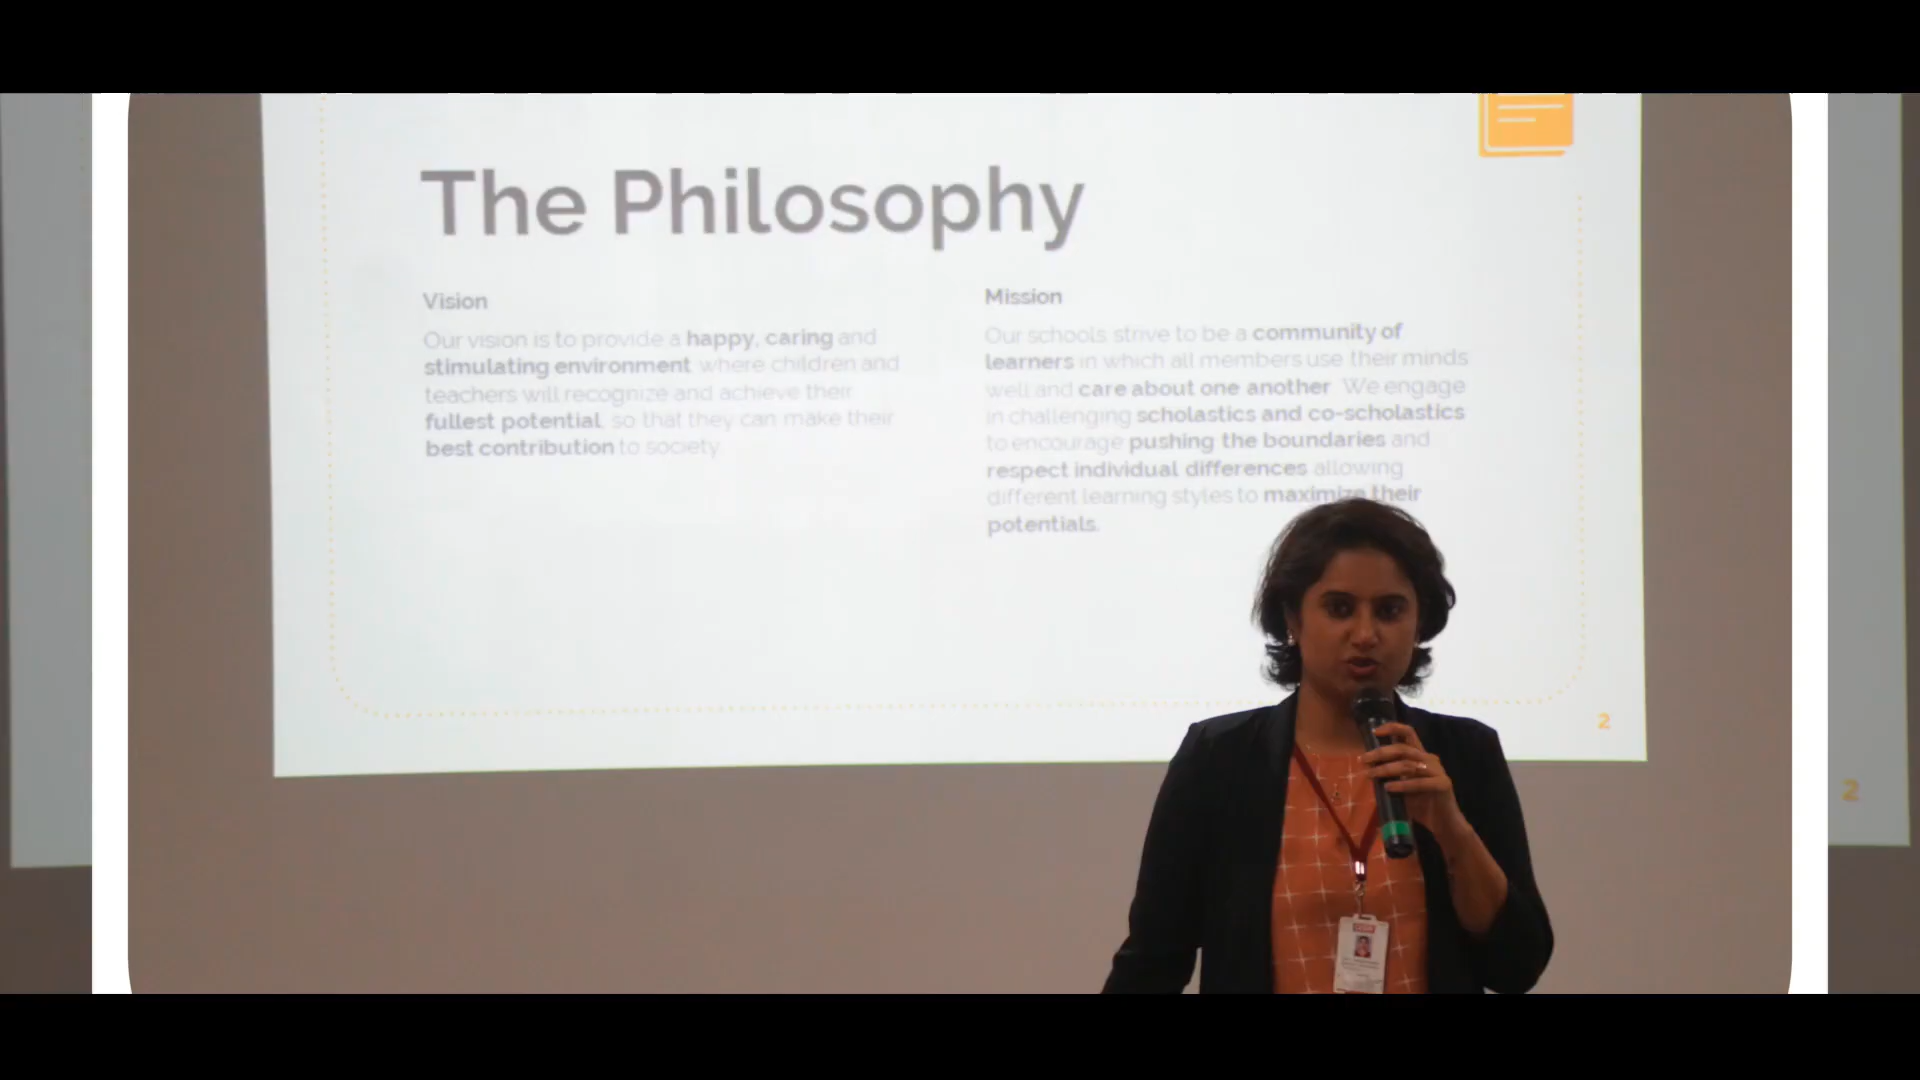 The Philosophy
Vision
Our vision is to provide a happy, caring and
stimulating environment where children and
teachers will recognize and achieve their
fullest potential, so that they can make their
best contribution to society.
Mission
Our schools strive to be a community of
learners in which all members use their minds
well and care about one another. We engage
in challenging scholastics and co-scholastics
to encourage pushing the boundaries and
respect individual differences allowing
different learning styles to maximize their
potentials.
2
2